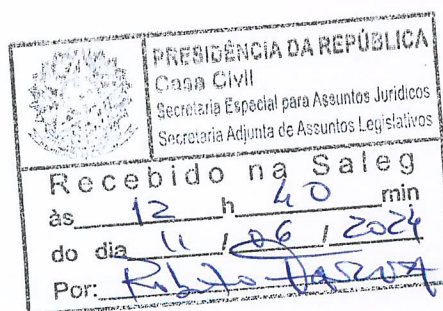 PRESIDÊNCIA DA REPÚBLICA
Casa Civil
Secretaria Especial para Assuntos Jurídicos
Secretaria Adjunta de Assuntos Legislativos
Recebido na Saleg
às 12 h 40 min
do dia 11 / 06 / 2024
Por: